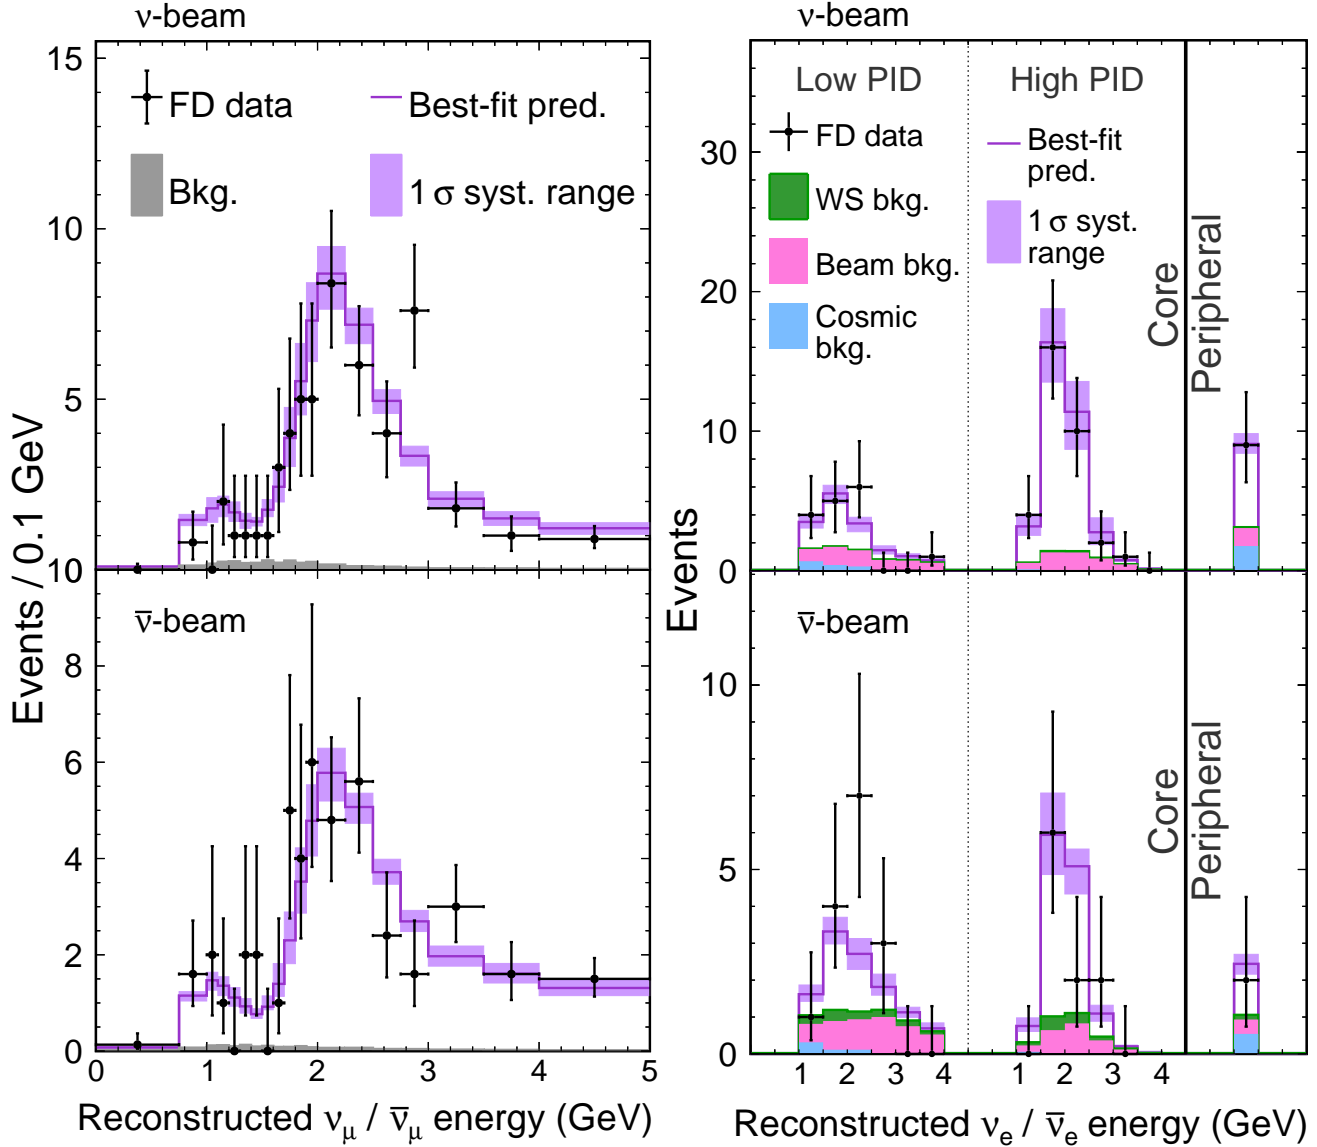 ν-beam
15
FD data
Best-fit pred.
Bkg.
1 σ syst. range
10
5
10
ν̄-beam
8
6
4
2
0
0 1 2 3 4 5
Events / 0.1 GeV
Reconstructed ν_μ / ν̄_μ energy (GeV)
ν-beam
Low PID
High PID
30
FD data
Best-fit
pred.
WS bkg.
1 σ syst.
range
Beam bkg.
Cosmic
bkg.
Core
Peripheral
20
10
0
ν̄-beam
10
Core
Peripheral
5
0
1 2 3 4 1 2 3 4
Events
Reconstructed ν_e / ν̄_e energy (GeV)